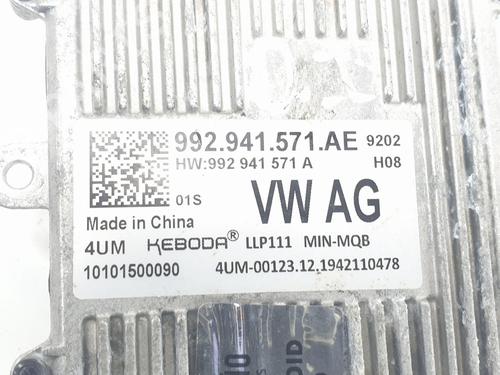 992.941.571.AE 9202
HW:992 941 571 A H08
01S VW AG
Made in China
4UM KEBODA® LLP111 MIN-MQB
10101500090 4UM-00123.12.1942110478